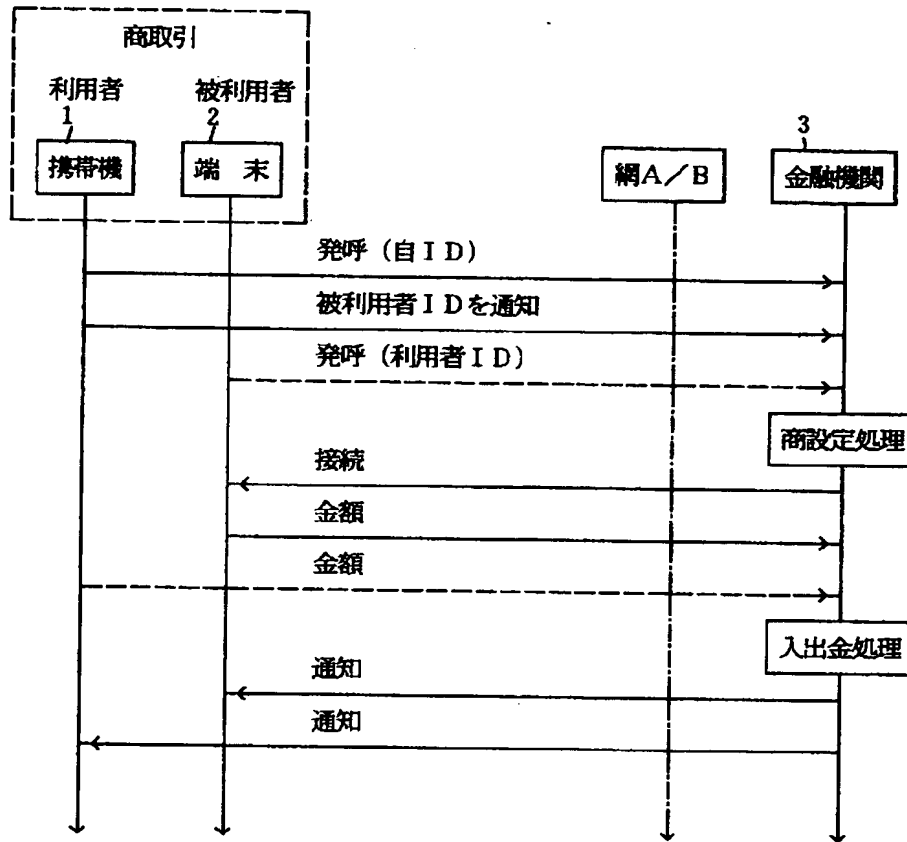 商取引
利用者 被利用者
1 2 3
携帯機 端 末 網A/B 金融機関
発呼(自ID)
被利用者IDを通知
発呼(利用者ID)
商設定処理
接続
金額
金額
入出金処理
通知
通知